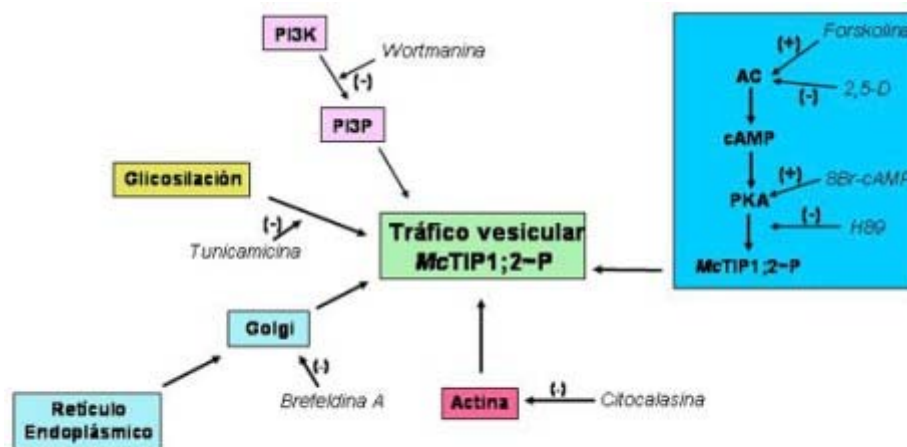 PI3K
Wortmanina
(-)
PI3P
Glicosilación
(-)
Tunicamicina
Tráfico vesicular
McTIP1;2-P
Golgi
(-)
Brefeldina A
Retículo
Endoplásmico
Actina
(-)
Citocalasina
Forskolina
(+)
AC
(-)
2,5-D
cAMP
(+)
8Br-cAMP
PKA
(-)
H89
McTIP1;2-P